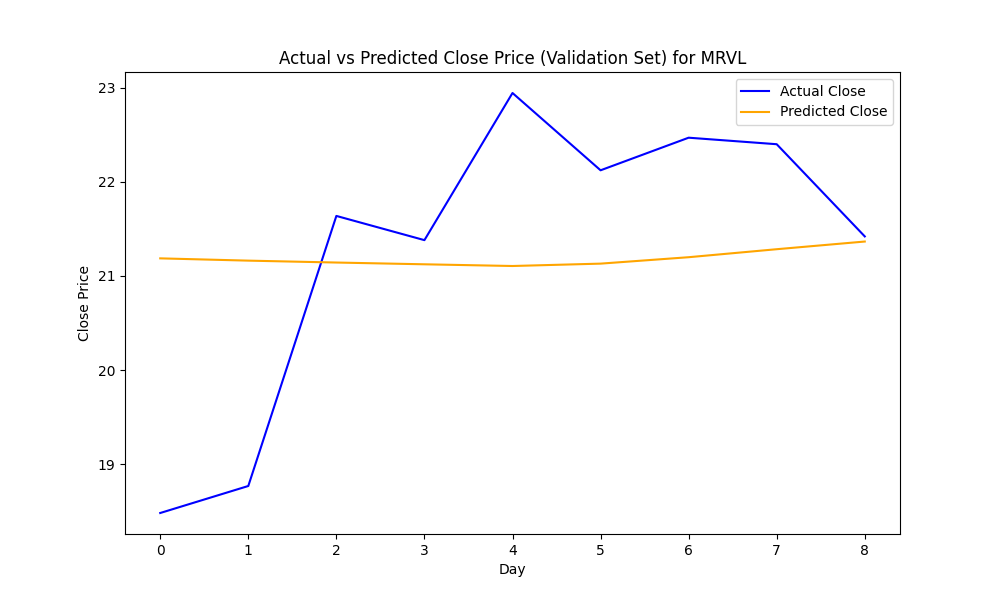 Actual vs Predicted Close Price (Validation Set) for MRVL
Actual Close
Predicted Close
23
22
21
20
19
Close Price
0 1 2 3 4 5 6 7 8
Day